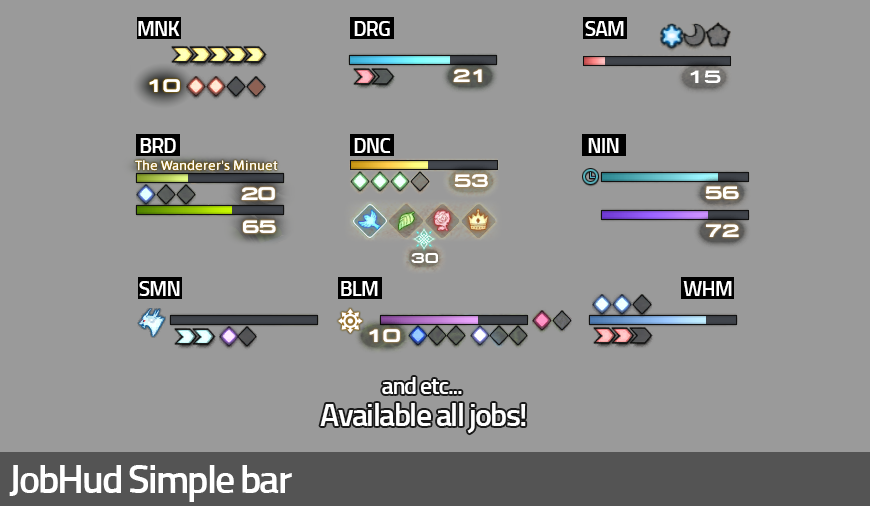 MNK
10
DRG
21
SAM
15
BRD
The Wanderer's Minuet
20
65
DNC
53
30
NIN
56
72
SMN
BLM
10
WHM
and etc...
Available all jobs!
JobHud Simple bar